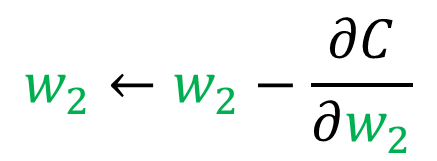 w₂ ← w₂ − ∂C/∂w₂